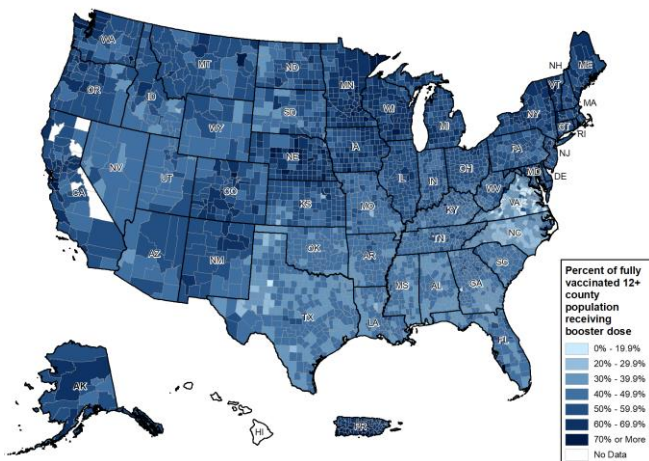 WA
MT
ND
MN
NH
ME
VT
OR
ID
SD
WI
MI
NY
MA
CT
RI
WY
IA
PA
NJ
NE
NV
UT
CO
IL
IN
OH
MD
DE
WV
VA
CA
KS
MO
KY
NC
AZ
NM
OK
AR
TN
SC
MS
AL
GA
TX
LA
FL
AK
HI
PR
Percent of fully
vaccinated 12+
county
population
receiving
booster dose
0% - 19.9%
20% - 29.9%
30% - 39.9%
40% - 49.9%
50% - 59.9%
60% - 69.9%
70% or More
No Data